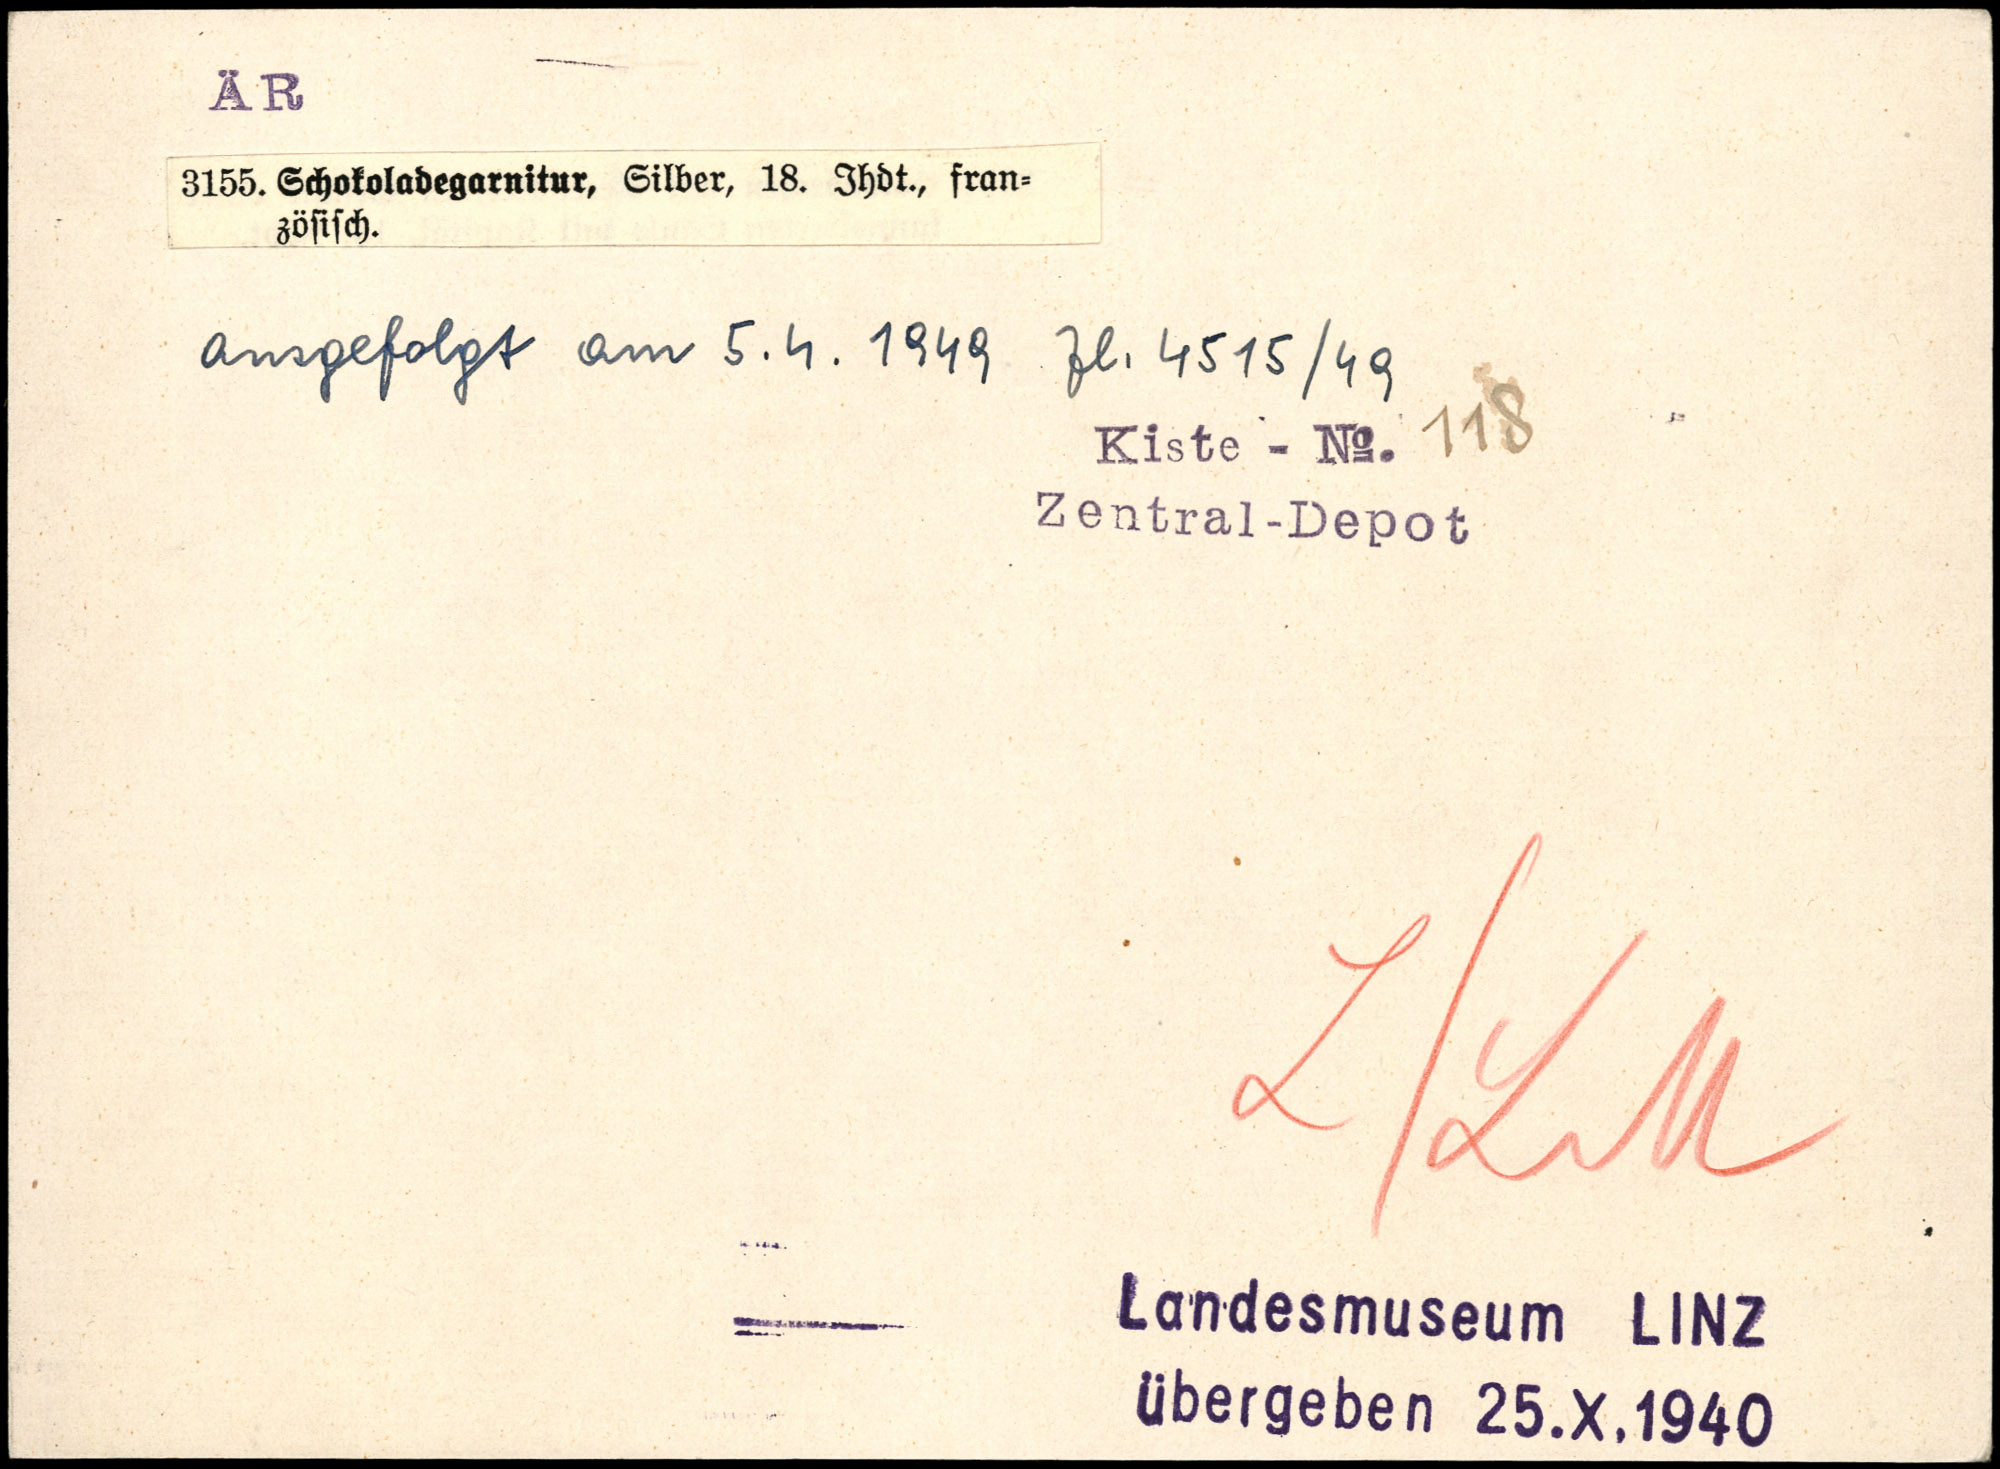 ÄR
3155. Schokoladegarnitur, Silber, 18. Jhdt., fran=
zösisch.
ausgefolgt am 5.4.1949 Zl. 4515/49
Kiste - No. 118
Zentral-Depot
L/LM
Landesmuseum LINZ
übergeben 25.X.1940